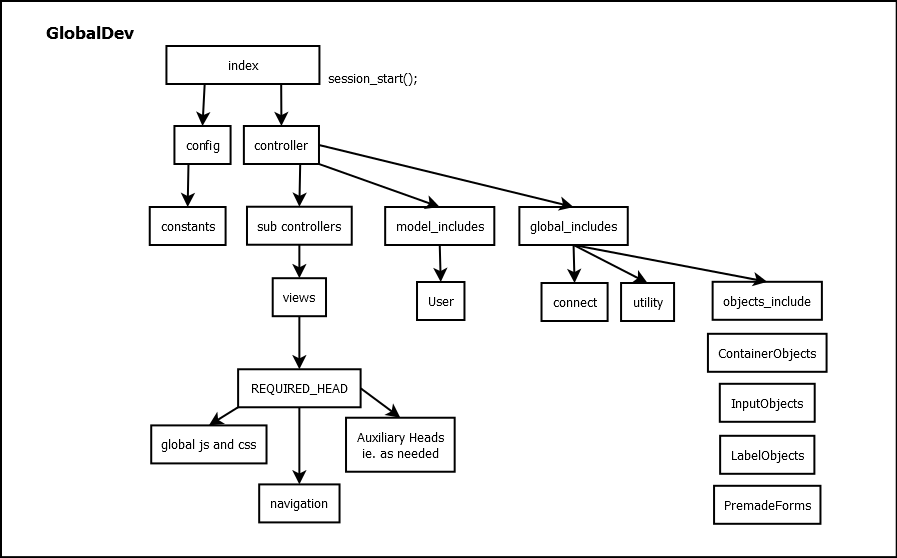 GlobalDev
index
session_start();
config
controller
constants
sub controllers
model_includes
global_includes
views
User
connect
utility
objects_include
ContainerObjects
REQUIRED_HEAD
InputObjects
global js and css
Auxiliary Heads
ie. as needed
LabelObjects
navigation
PremadeForms